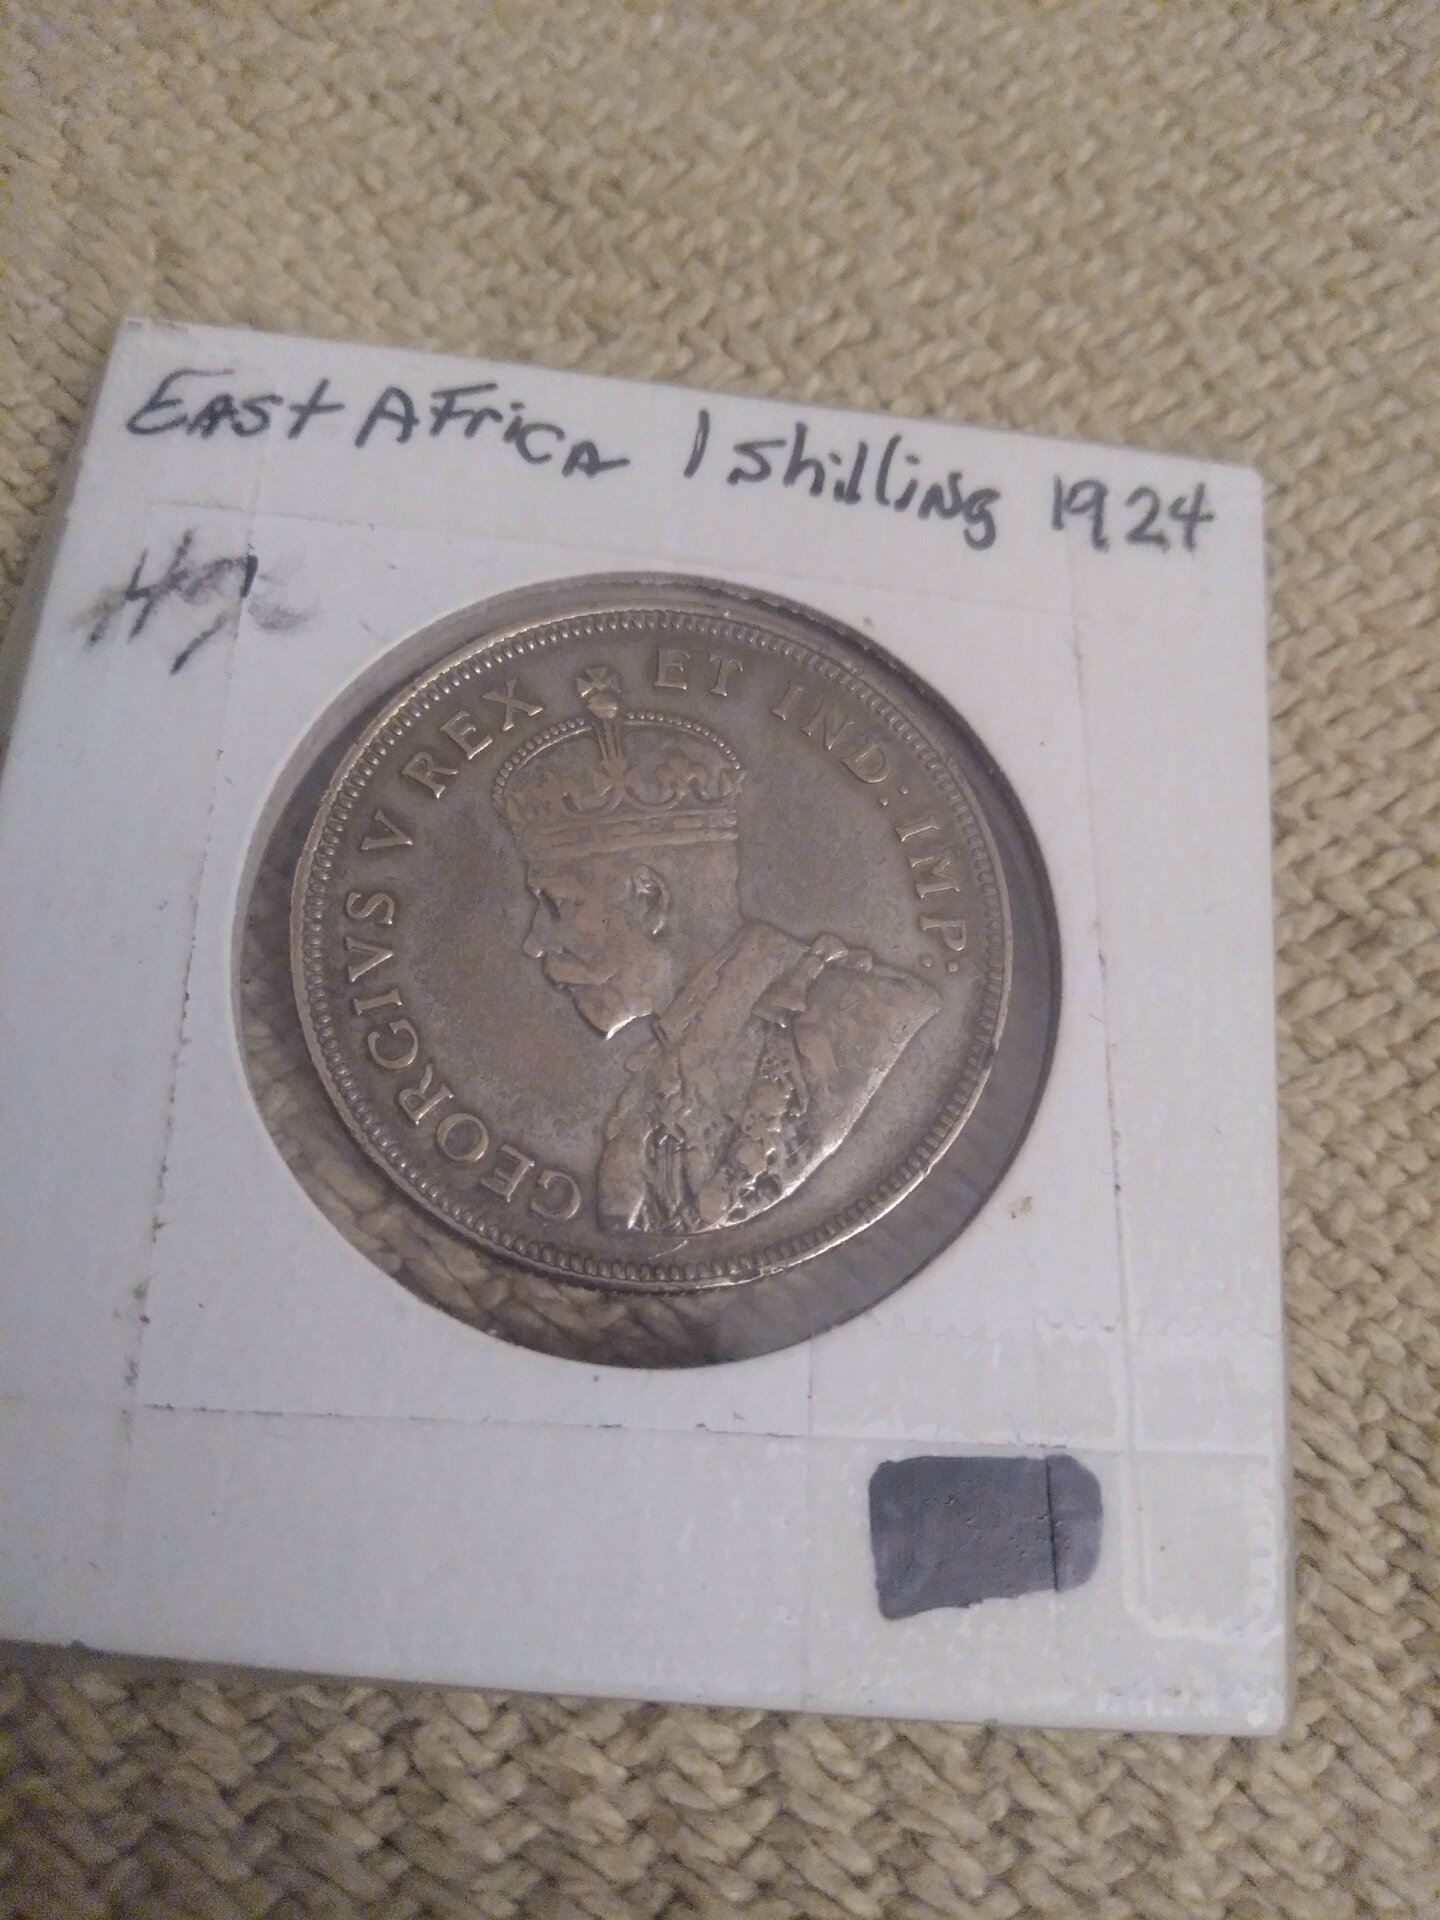 East Africa 1 shilling 1924
GEORGIVS V REX ET IND: IMP: